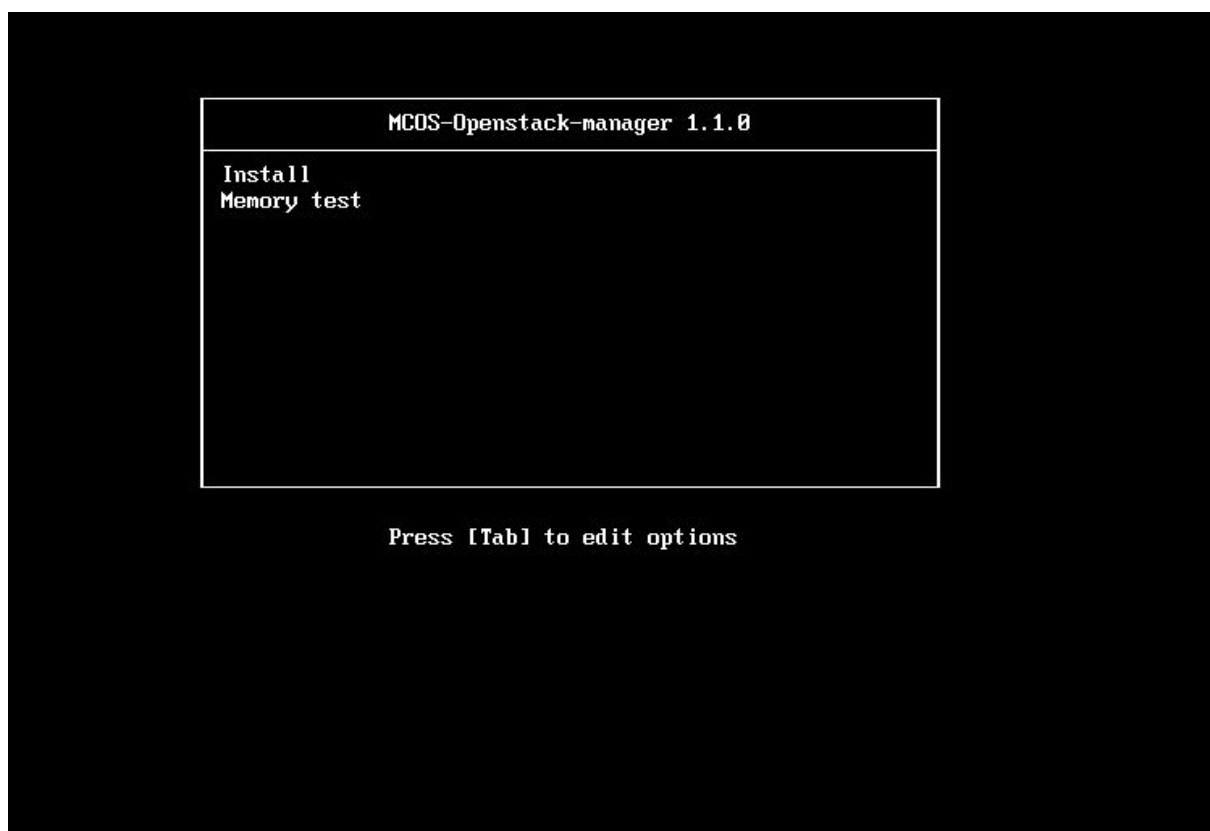 MCOS-Openstack-manager 1.1.0
Install
Memory test
Press [Tab] to edit options